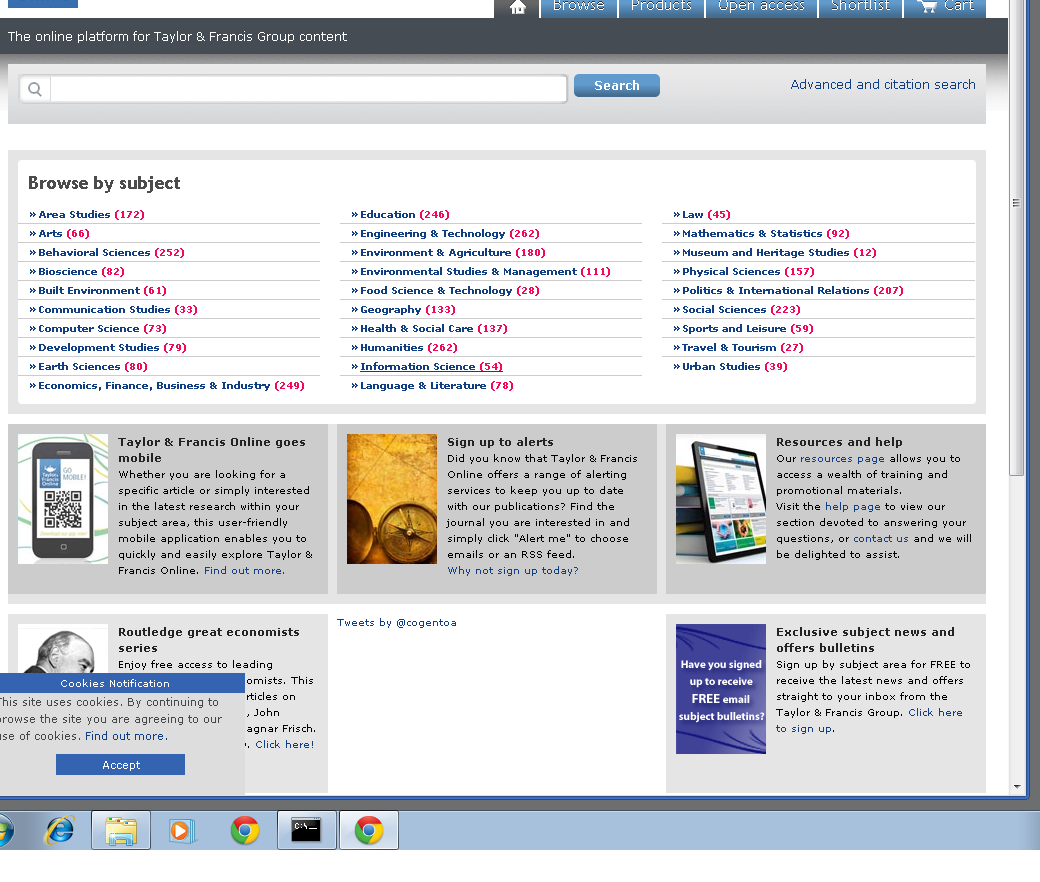 Browse Products Open access Shortlist Cart
The online platform for Taylor & Francis Group content
Search
Advanced and citation search
Browse by subject
» Area Studies (172)
» Arts (66)
» Behavioral Sciences (252)
» Bioscience (82)
» Built Environment (61)
» Communication Studies (33)
» Computer Science (73)
» Development Studies (79)
» Earth Sciences (80)
» Economics, Finance, Business & Industry (249)
» Education (246)
» Engineering & Technology (262)
» Environment & Agriculture (180)
» Environmental Studies & Management (111)
» Food Science & Technology (28)
» Geography (133)
» Health & Social Care (137)
» Humanities (262)
» Information Science (54)
» Language & Literature (78)
» Law (45)
» Mathematics & Statistics (92)
» Museum and Heritage Studies (12)
» Physical Sciences (157)
» Politics & International Relations (207)
» Social Sciences (223)
» Sports and Leisure (59)
» Travel & Tourism (27)
» Urban Studies (39)
GO
MOBILE!
Taylor & Francis Online goes
mobile
Whether you are looking for a
specific article or simply interested
in the latest research within your
subject area, this user-friendly
mobile application enables you to
quickly and easily explore Taylor &
Francis Online. Find out more.
Sign up to alerts
Did you know that Taylor & Francis
Online offers a range of alerting
services to keep you up to date
with our publications? Find the
journal you are interested in and
simply click "Alert me" to choose
emails or an RSS feed.
Why not sign up today?
Resources and help
Our resources page allows you to
access a wealth of training and
promotional materials.
Visit the help page to view our
section devoted to answering your
questions, or contact us and we will
be delighted to assist.
Routledge great economists
series
Enjoy free access to leading
omists. This
rticles on
, John
agnar Frisch.
. Click here!
Cookies Notification
This site uses cookies. By continuing to
browse the site you are agreeing to our
use of cookies. Find out more.
Accept
Tweets by @cogentoa
Have you signed
up to receive
FREE email
subject bulletins?
Exclusive subject news and
offers bulletins
Sign up by subject area for FREE to
receive the latest news and offers
straight to your inbox from the
Taylor & Francis Group. Click here
to sign up.
C:\_